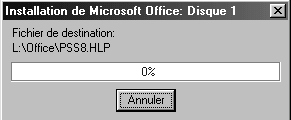 Installation de Microsoft Office: Disque 1
Fichier de destination:
L:\Office\PSS8.HLP
0%
Annuler